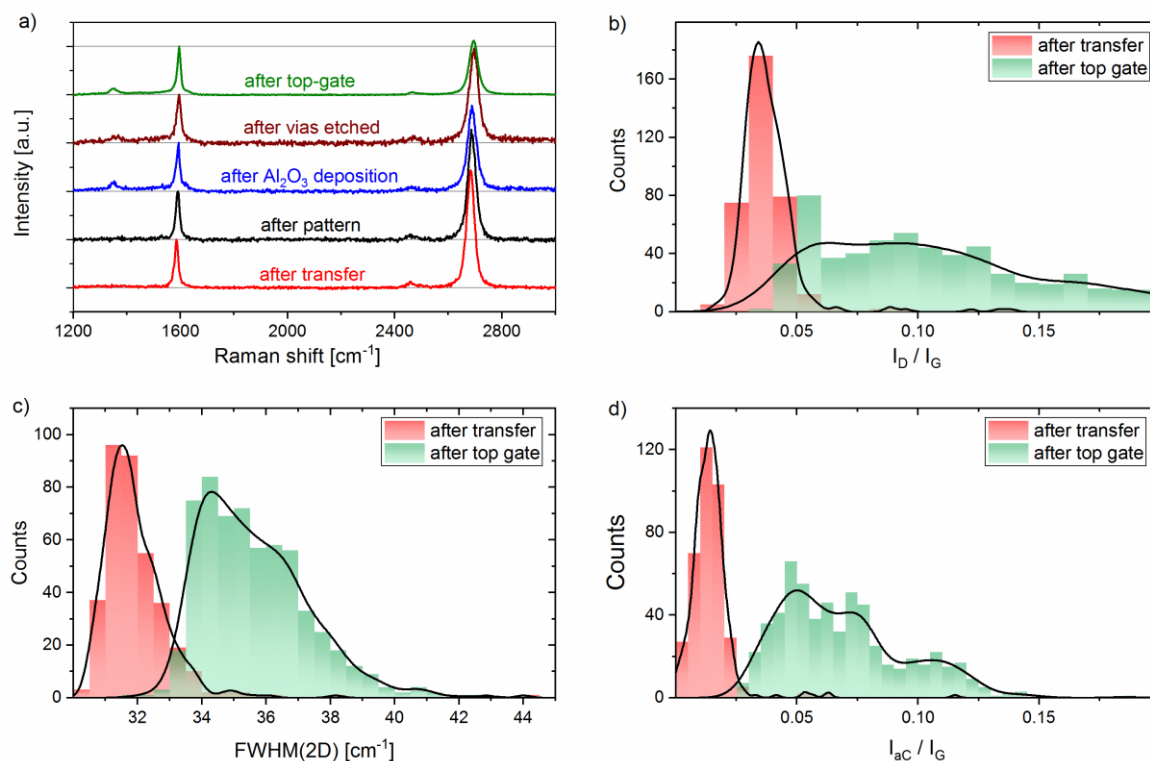 a)
Intensity [a.u.]
after top-gate
after vias etched
after Al₂O₃ deposition
after pattern
after transfer
1200 1600 2000 2400 2800
Raman shift [cm⁻¹]
b)
after transfer
after top gate
Counts
160
120
80
40
0
0.05 0.10 0.15
I_D / I_G
c)
after transfer
after top gate
Counts
100
80
60
40
20
0
32 34 36 38 40 42 44
FWHM(2D) [cm⁻¹]
d)
after transfer
after top gate
Counts
120
80
40
0
0.05 0.10 0.15
I_aC / I_G